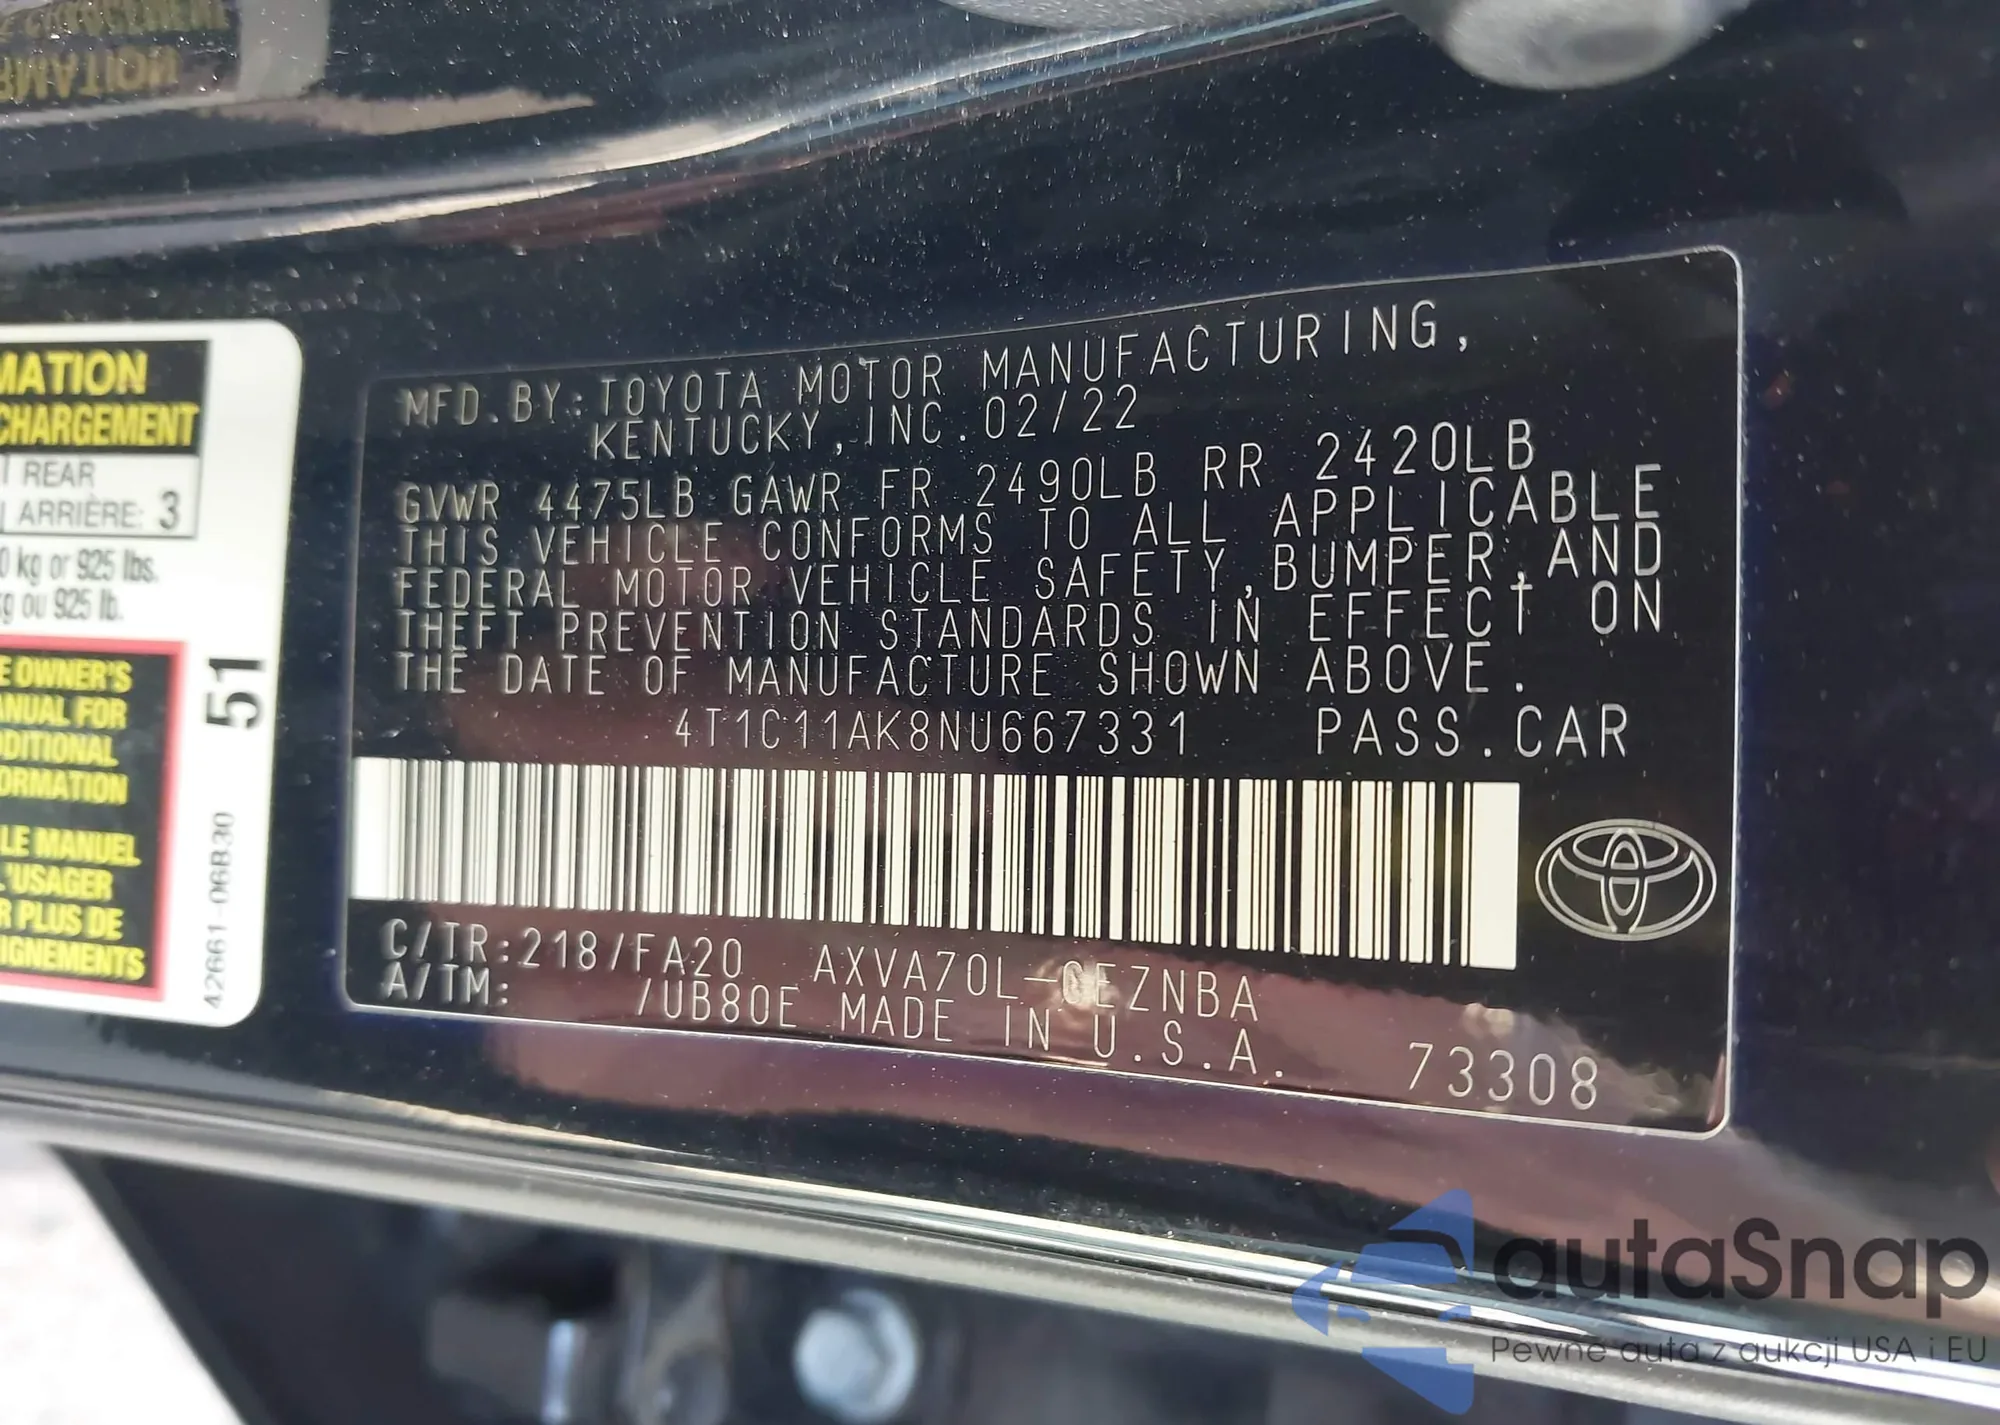 MATION
CHARGEMENT
REAR
ARRIÈRE: 3
0 kg or 925 lbs.
kg ou 925 lb.
E OWNER'S
ANUAL FOR
DDITIONAL
ORMATION
LE MANUEL
L'USAGER
R PLUS DE
IGNEMENTS
51
42661-06B30
MFD. BY: TOYOTA MOTOR MANUFACTURING,
KENTUCKY, INC. 02/22
GVWR 4475LB GAWR FR 2490LB RR 2420LB
THIS VEHICLE CONFORMS TO ALL APPLICABLE
FEDERAL MOTOR VEHICLE SAFETY, BUMPER, AND
THEFT PREVENTION STANDARDS IN EFFECT ON
THE DATE OF MANUFACTURE SHOWN ABOVE.
4T1C11AK8NU667331 PASS. CAR
C/TR: 218/FA20 AXVA70L-CEZNBA
A/TM: /UB80E MADE IN U.S.A. 73308
autaSnap
Pewne auta z aukcji USA i EU